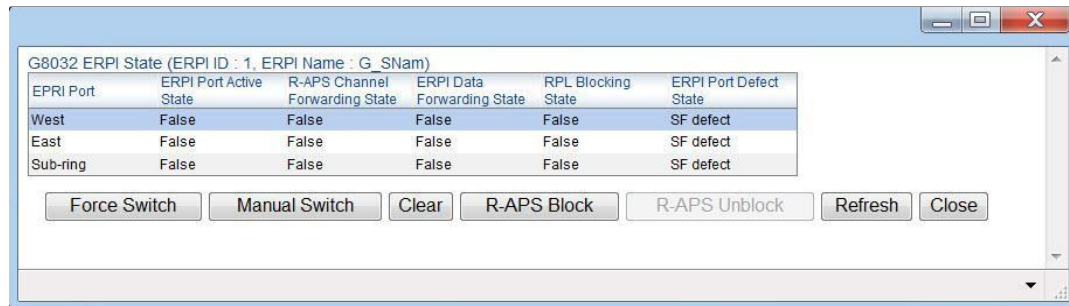 G8032 ERPI State (ERPI ID : 1, ERPI Name : G_SNam)
EPRI Port ERPI Port Active State R-APS Channel Forwarding State ERPI Data Forwarding State RPL Blocking State ERPI Port Defect State
West False False False False SF defect
East False False False False SF defect
Sub-ring False False False False SF defect
Force Switch Manual Switch Clear R-APS Block R-APS Unblock Refresh Close